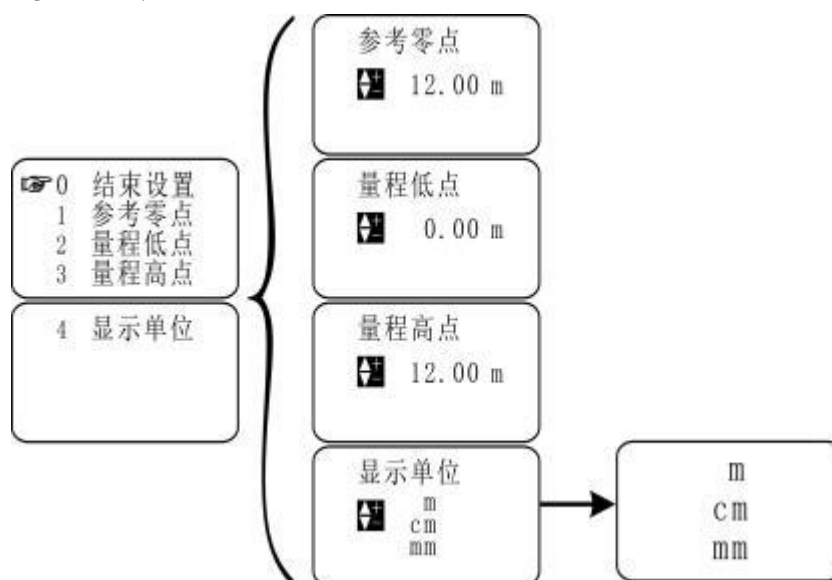 0 结束设置
1 参考零点
2 量程低点
3 量程高点
4 显示单位
参考零点
12.00 m
量程低点
0.00 m
量程高点
12.00 m
显示单位
m
cm
mm
m
cm
mm